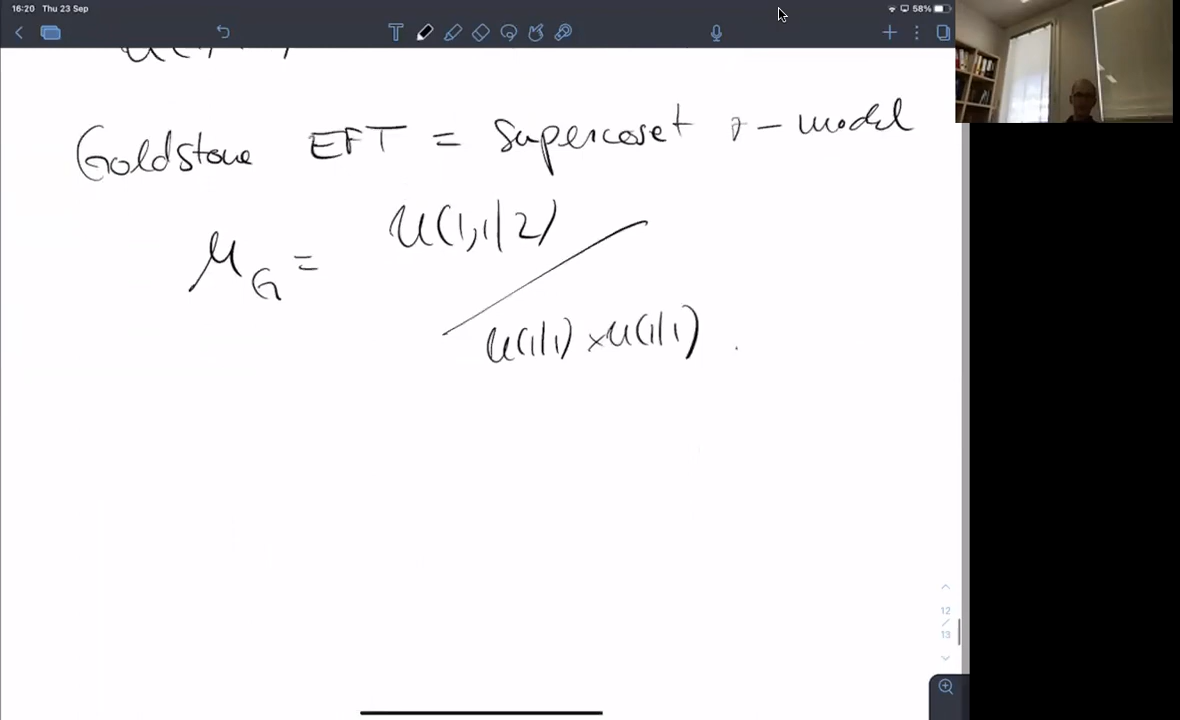 16:20 Thu 23 Sep
58%
Goldstone EFT = Supercoset σ-model
M_G = U(1,1|2)
/
U(1|1) × U(1|1).
12
/
13